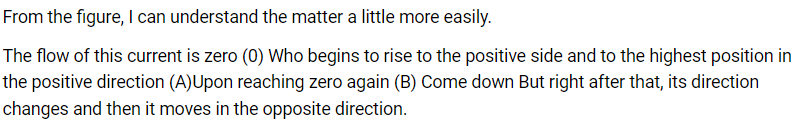 From the figure, I can understand the matter a little more easily.
The flow of this current is zero (0) Who begins to rise to the positive side and to the highest position in
the positive direction (A)Upon reaching zero again (B) Come down But right after that, its direction
changes and then it moves in the opposite direction.